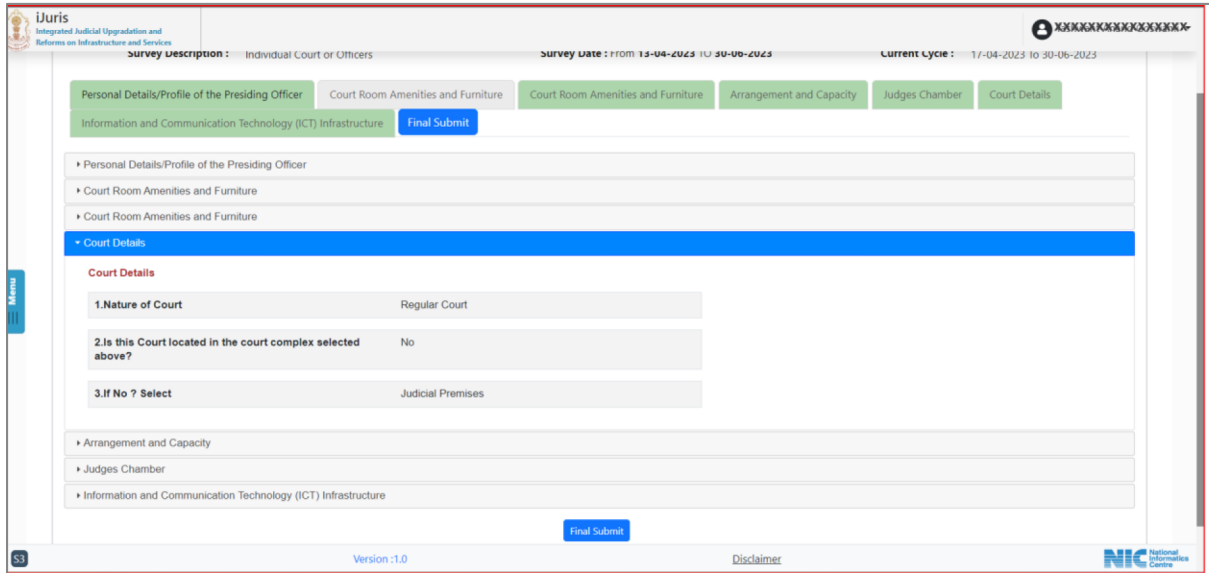 iJuris
Integrated Judicial Upgradation and
Reforms on Infrastructure and Services
Survey Description : Individual Court or Officers Survey Date : From 13-04-2023 TO 30-06-2023 Current Cycle : 17-04-2023 To 30-06-2023
Personal Details/Profile of the Presiding Officer Court Room Amenities and Furniture Court Room Amenities and Furniture Arrangement and Capacity Judges Chamber Court Details
Information and Communication Technology (ICT) Infrastructure Final Submit
Personal Details/Profile of the Presiding Officer
Court Room Amenities and Furniture
Court Room Amenities and Furniture
Court Details
Menu
Court Details
1.Nature of Court Regular Court
2.Is this Court located in the court complex selected No
above?
3.If No ? Select Judicial Premises
Arrangement and Capacity
Judges Chamber
Information and Communication Technology (ICT) Infrastructure
Final Submit
S3 Version :1.0 Disclaimer NIC National
Informatics
Centre